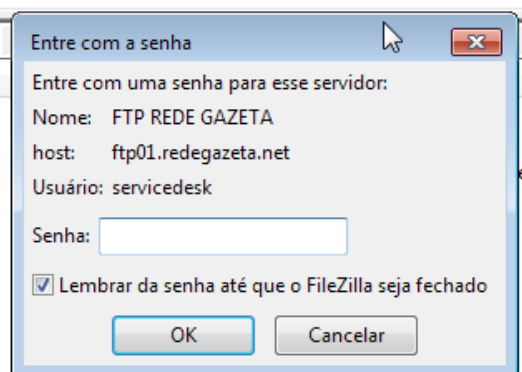 Entre com a senha
Entre com uma senha para esse servidor:
Nome: FTP REDE GAZETA
host: ftp01.redegazeta.net
Usuário: servicedesk
Senha:
Lembrar da senha até que o FileZilla seja fechado
OK Cancelar